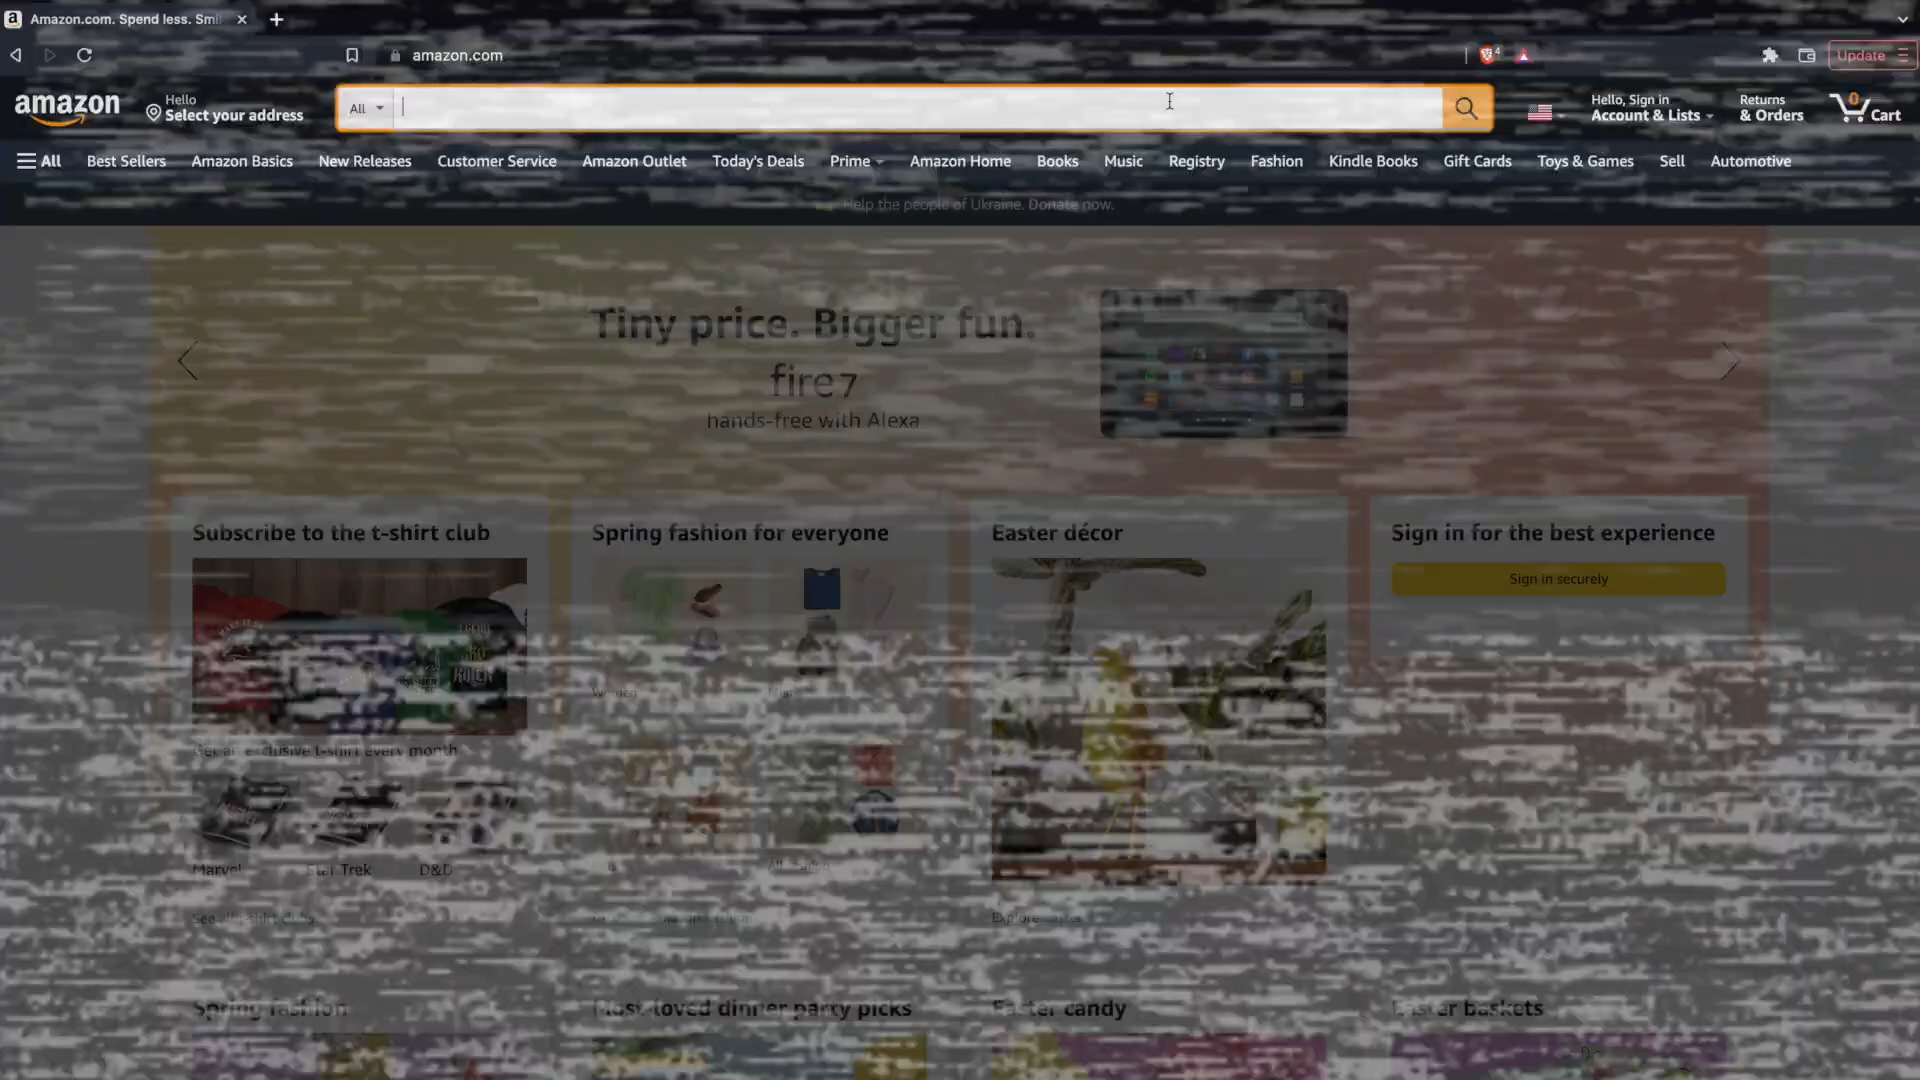 Amazon.com. Spend less. Smil
amazon.com
4
Update
amazon
Hello
Select your address
All
Hello, Sign in
Account & Lists
Returns
& Orders
0
Cart
All
Best Sellers
Amazon Basics
New Releases
Customer Service
Amazon Outlet
Today's Deals
Prime
Amazon Home
Books
Music
Registry
Fashion
Kindle Books
Gift Cards
Toys & Games
Sell
Automotive
Help the people of Ukraine. Donate now.
Tiny price. Bigger fun.
fire7
hands-free with Alexa
Subscribe to the t-shirt club
Spring fashion for everyone
Easter décor
Sign in for the best experience
Sign in securely
Women
Get an exclusive t-shirt every month
Marvel
Star Trek
D&D
Spring fashion
Most-loved dinner party picks
Easter candy
Easter baskets